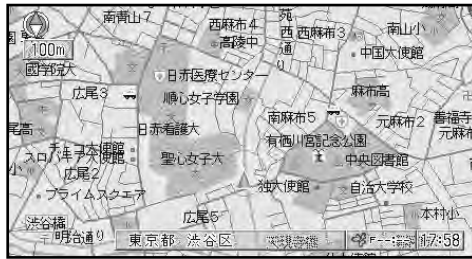 南青山7
西麻布4
高陵中
西通り
西麻布3
南山小
中国大使館
100m
國學院大
日赤医療センター
麻布高
広尾3
順心女子学園
南麻布5
元麻布2
善福寺
元麻布
尾高
日赤看護大
有栖川宮記念公園
チェコ大使館
スロバキア大使館
聖心女子大
中央図書館
広尾2
独大使館
自治大学校
プライムスクエア
広尾5
本村小
渋谷橋
明治通り
東京都 渋谷区
17:58